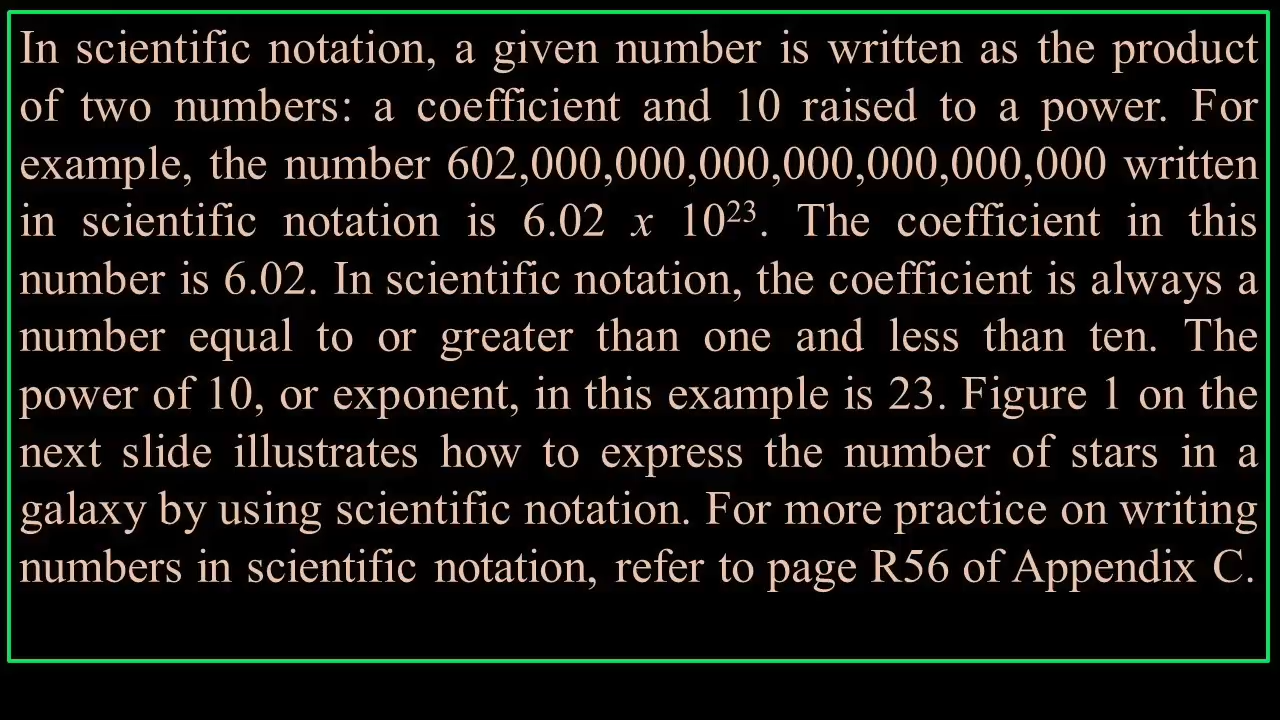 In scientific notation, a given number is written as the product
of two numbers: a coefficient and 10 raised to a power. For
example, the number 602,000,000,000,000,000,000,000 written
in scientific notation is 6.02 x 10²³. The coefficient in this
number is 6.02. In scientific notation, the coefficient is always a
number equal to or greater than one and less than ten. The
power of 10, or exponent, in this example is 23. Figure 1 on the
next slide illustrates how to express the number of stars in a
galaxy by using scientific notation. For more practice on writing
numbers in scientific notation, refer to page R56 of Appendix C.